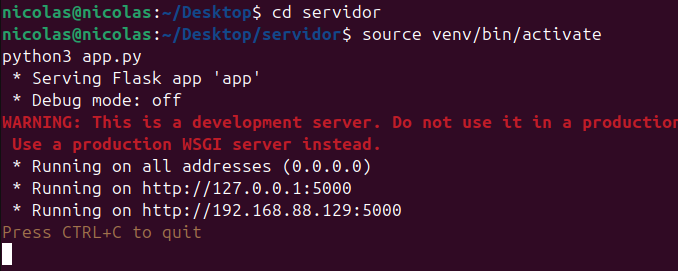 nicolas@nicolas:~/Desktop$ cd servidor
nicolas@nicolas:~/Desktop/servidor$ source venv/bin/activate
python3 app.py
 * Serving Flask app 'app'
 * Debug mode: off
WARNING: This is a development server. Do not use it in a production
 Use a production WSGI server instead.
 * Running on all addresses (0.0.0.0)
 * Running on http://127.0.0.1:5000
 * Running on http://192.168.88.129:5000
Press CTRL+C to quit